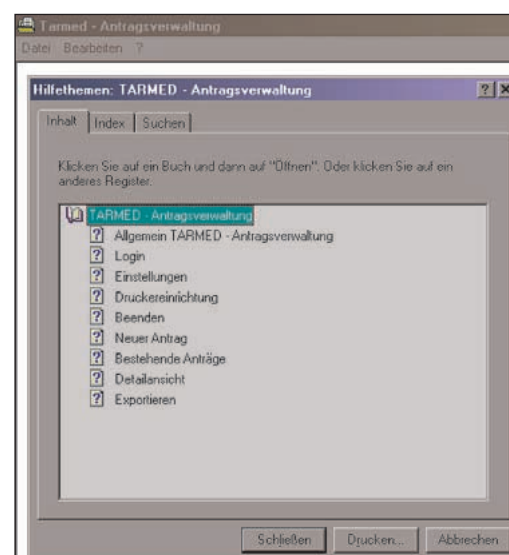 Tarmed - Antragsverwaltung
Datei Bearbeiten ?
Hilfethemen: TARMED - Antragsverwaltung
Inhalt Index Suchen
Klicken Sie auf ein Buch und dann auf "Öffnen". Oder klicken Sie auf ein
anderes Register.
TARMED - Antragsverwaltung
Allgemein TARMED - Antragsverwaltung
Login
Einstellungen
Druckereinrichtung
Beenden
Neuer Antrag
Bestehende Anträge
Detailansicht
Exportieren
Schließen Drucken... Abbrechen